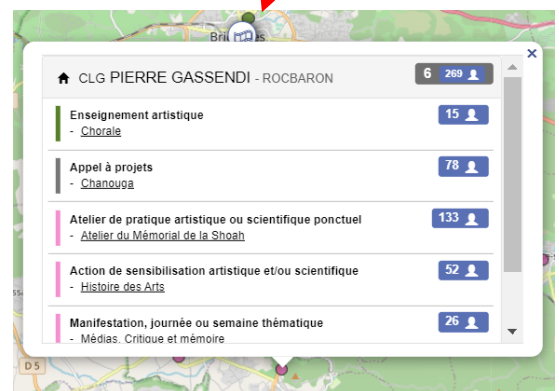 CLG PIERRE GASSENDI - ROCBARON 6 269
Enseignement artistique 15
- Chorale
Appel à projets 78
- Chanouga
Atelier de pratique artistique ou scientifique ponctuel 133
- Atelier du Mémorial de la Shoah
Action de sensibilisation artistique et/ou scientifique 52
- Histoire des Arts
Manifestation, journée ou semaine thématique 26
- Médias, Critique et mémoire
D 5